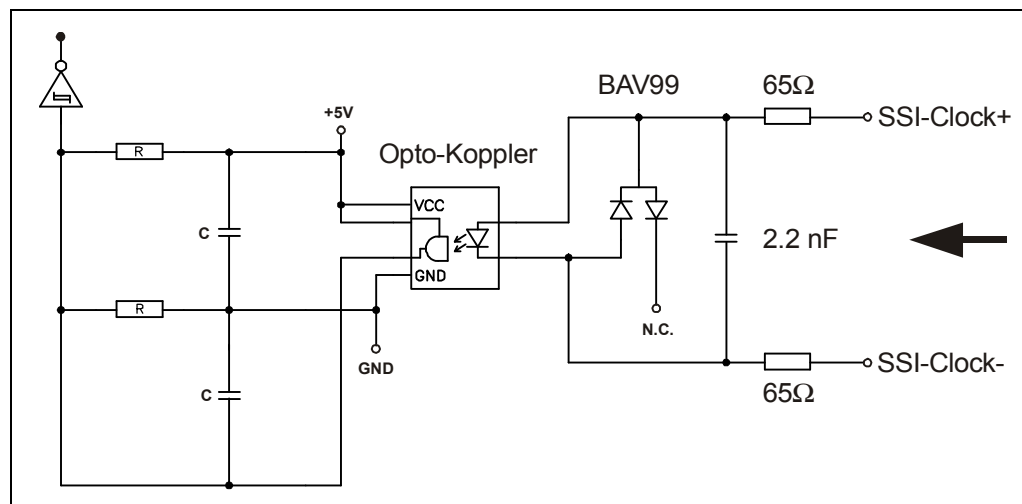 BAV99
65Ω
SSI-Clock+
+5V
Opto-Koppler
R
VCC
C
2.2 nF
GND
R
N.C.
GND
SSI-Clock-
C
65Ω